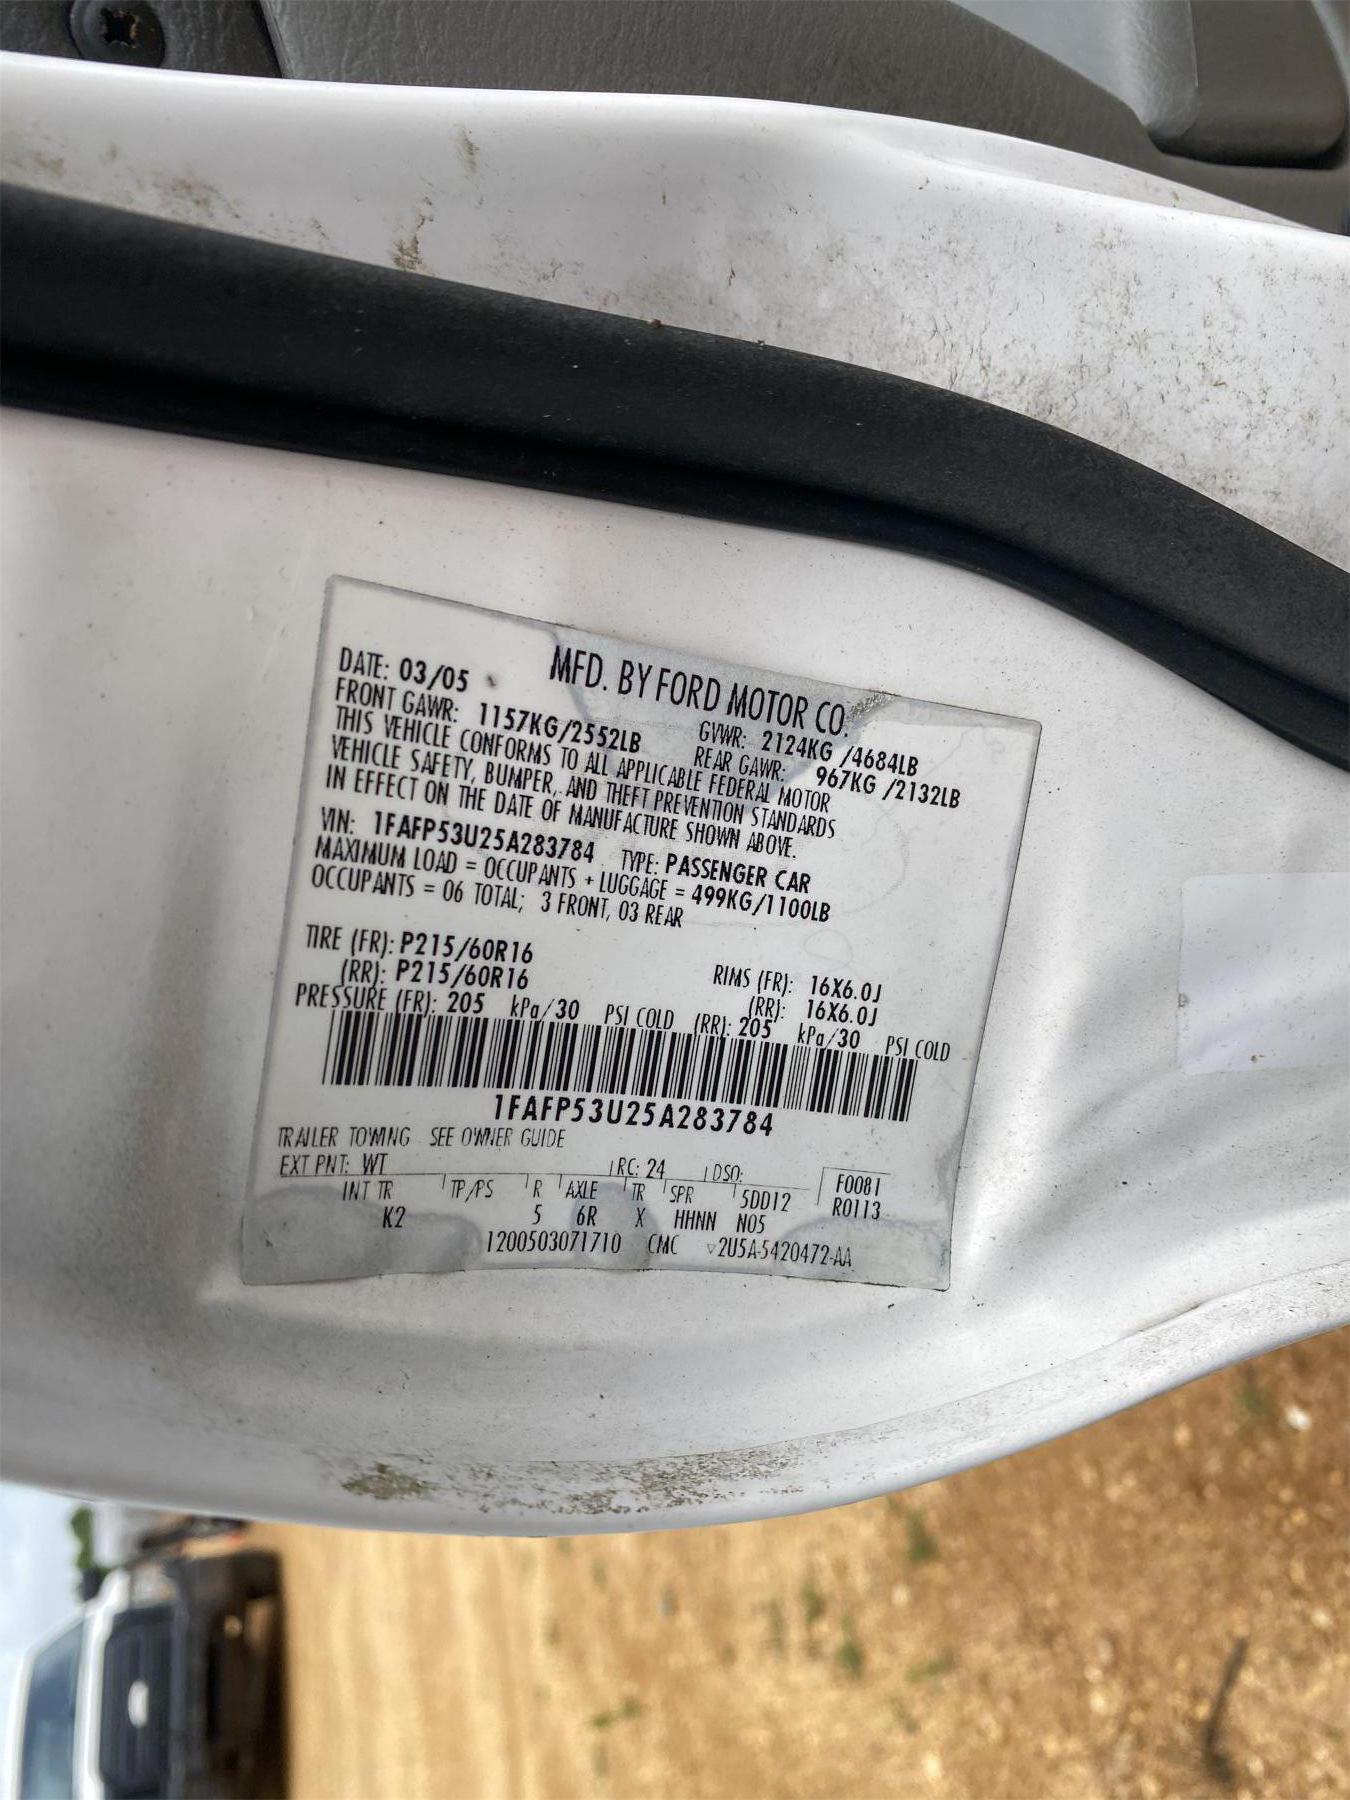 MFD. BY FORD MOTOR CO.
DATE: 03/05 GVWR: 2124KG /4684LB
FRONT GAWR: 1157KG/2552LB REAR GAWR: 967KG /2132LB
THIS VEHICLE CONFORMS TO ALL APPLICABLE FEDERAL MOTOR
VEHICLE SAFETY, BUMPER, AND THEFT PREVENTION STANDARDS
IN EFFECT ON THE DATE OF MANUFACTURE SHOWN ABOVE.
VIN: 1FAFP53U25A283784 TYPE: PASSENGER CAR
MAXIMUM LOAD = OCCUPANTS + LUGGAGE = 499KG/1100LB
OCCUPANTS = 06 TOTAL; 3 FRONT, 03 REAR
TIRE (FR): P215/60R16 RIMS (FR): 16X6.0J
(RR): P215/60R16 (RR): 16X6.0J
PRESSURE (FR): 205 kPa/30 PSI COLD (RR): 205 kPa/30 PSI COLD
1FAFP53U25A283784
TRAILER TOWING SEE OWNER GUIDE
EXT PNT: WT RC: 24 DSO: F0081
INT TR TP/PS R AXLE TR SPR 5DD12 R0113
K2 5 6R X HHNN N05
1200503071710 CMC ▽2U5A-5420472-AA